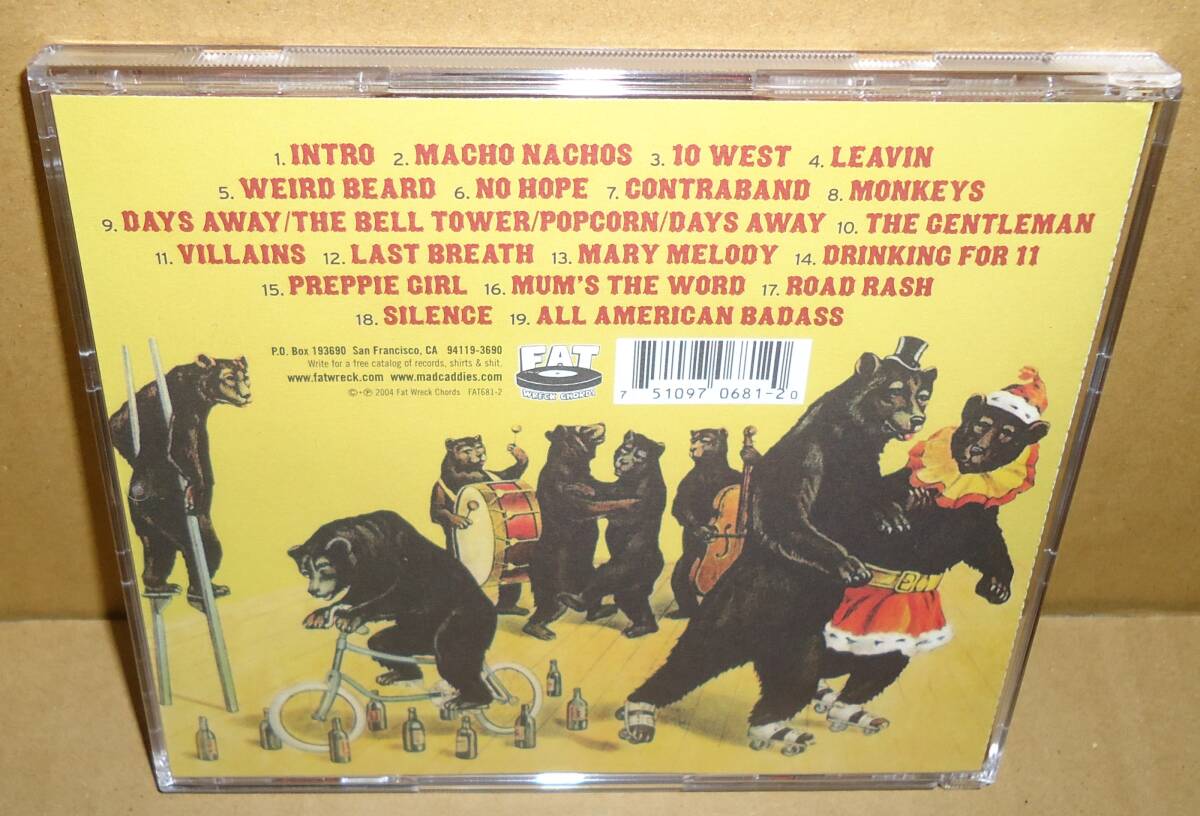 1. INTRO 2. MACHO NACHOS 3. 10 WEST 4. LEAVIN
5. WEIRD BEARD 6. NO HOPE 7. CONTRABAND 8. MONKEYS
9. DAYS AWAY/THE BELL TOWER/POPCORN/DAYS AWAY 10. THE GENTLEMAN
11. VILLAINS 12. LAST BREATH 13. MARY MELODY 14. DRINKING FOR 11
15. PREPPIE GIRL 16. MUM'S THE WORD 17. ROAD RASH
18. SILENCE 19. ALL AMERICAN BADASS
P.O. Box 193690 San Francisco, CA 94119-3690
Write for a free catalog of records, shirts & shit.
www.fatwreck.com www.madcaddies.com
©+℗ 2004 Fat Wreck Chords FAT681-2
FAT
WRECK CHORDS
7 51097 0681-2 0